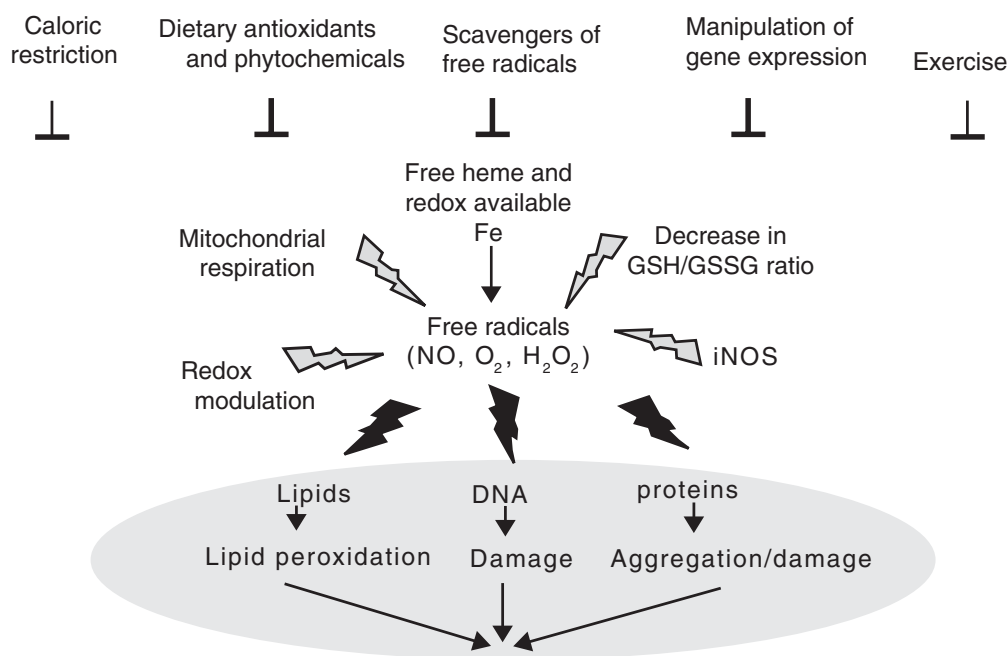 Caloric
restriction
Dietary antioxidants
and phytochemicals
Scavengers of
free radicals
Manipulation of
gene expression
Exercise
Free heme and
redox available
Fe
Mitochondrial
respiration
Decrease in
GSH/GSSG ratio
Free radicals
(NO, O₂, H₂O₂)
iNOS
Redox
modulation
Lipids
DNA
proteins
Lipid peroxidation
Damage
Aggregation/damage